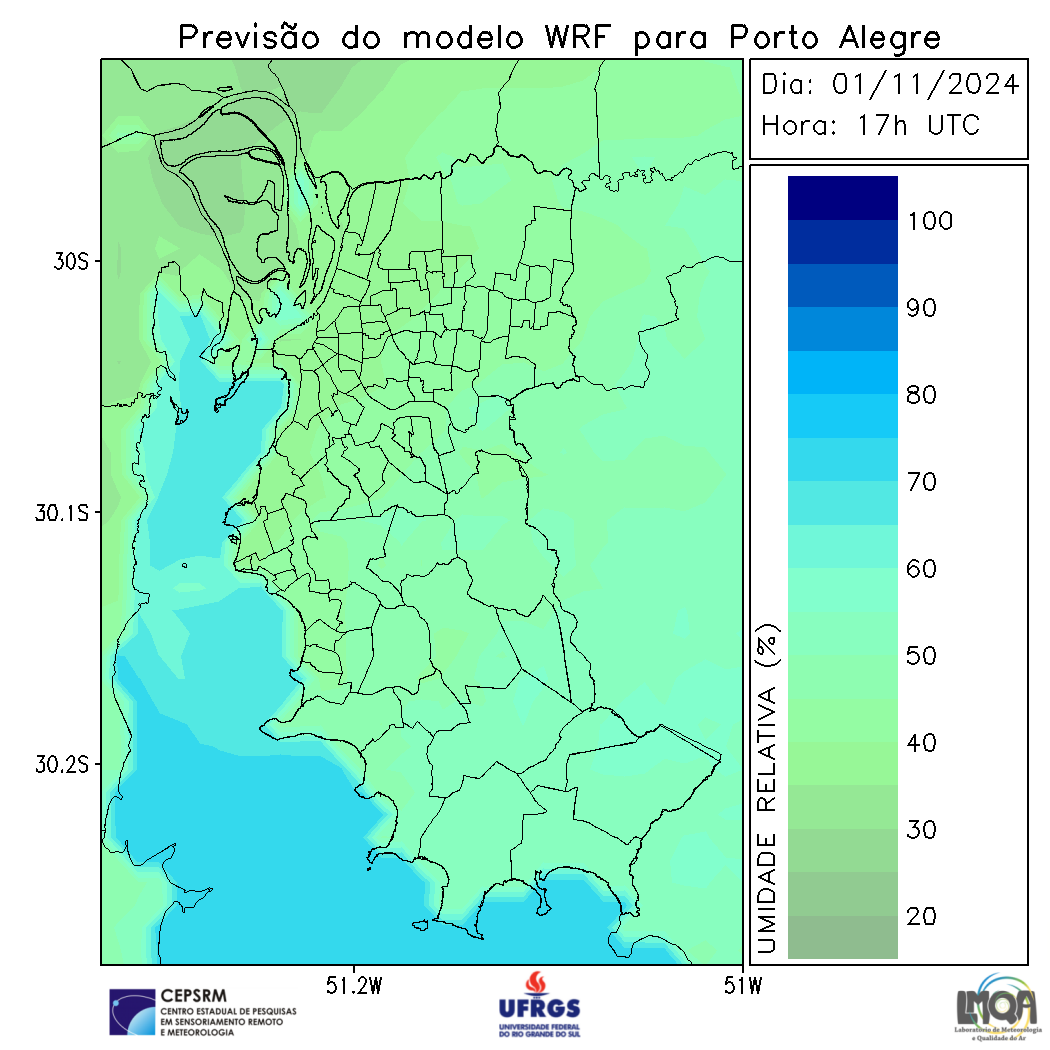 Previsão do modelo WRF para Porto Alegre
Dia: 01/11/2024
Hora: 17h UTC
30S
30.1S
30.2S
51.2W
51W
100
90
80
70
60
50
40
30
20
UMIDADE RELATIVA (%)
CEPSRM
CENTRO ESTADUAL DE PESQUISAS
EM SENSORIAMENTO REMOTO
E METEOROLOGIA
UFRGS
UNIVERSIDADE FEDERAL
DO RIO GRANDE DO SUL
LMQA
Laboratório de Meteorologia
e Qualidade do Ar